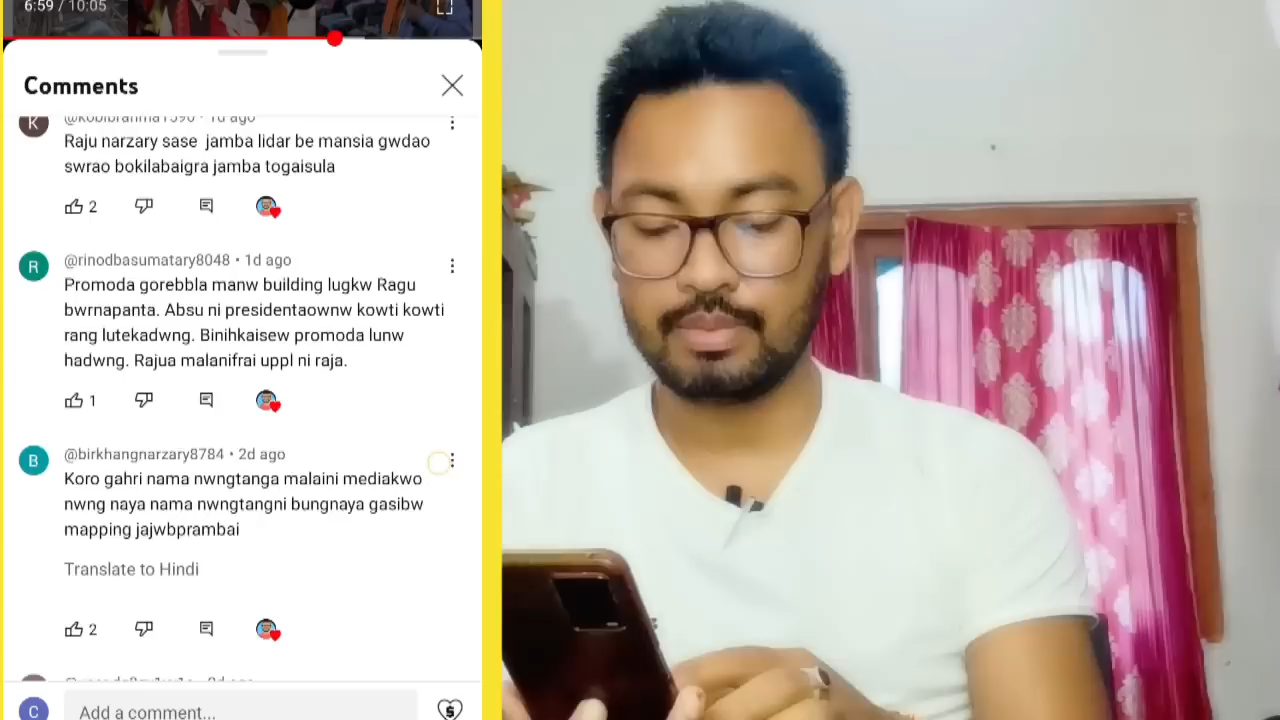 6:59 / 10:05
Comments
K
1d ago
Raju narzary sase jamba lidar be mansia gwdao
swrao bokilabaigra jamba togaisula
2
R
@rinodbasumatary8048 • 1d ago
Promoda gorebbla manw building lugkw Ragu
bwrnapanta. Absu ni presidentaownw kowti kowti
rang lutekadwng. Binihkaisew promoda lunw
hadwng. Rajua malanifrai uppl ni raja.
1
B
@birkhangnarzary8784 • 2d ago
Koro gahri nama nwngtanga malaini mediakwo
nwng naya nama nwngtangni bungnaya gasibw
mapping jajwbprambai
Translate to Hindi
2
C
Add a comment...
$